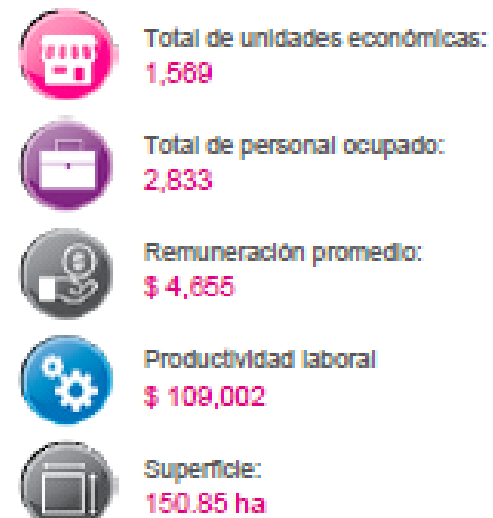 Total de unidades económicas:
1,569
Total de personal ocupado:
2,833
Remuneración promedio:
$ 4,655
Productividad laboral
$ 109,002
Superficie:
150.85 ha